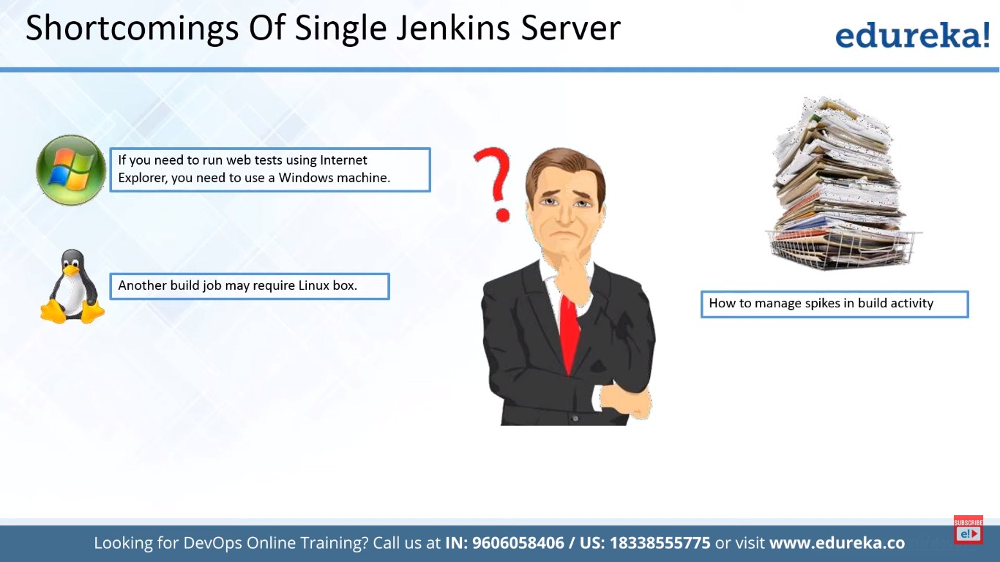 Shortcomings Of Single Jenkins Server
edureka!
If you need to run web tests using Internet
Explorer, you need to use a Windows machine.
Another build job may require Linux box.
How to manage spikes in build activity
SUBSCRIBE
e!
Looking for DevOps Online Training? Call us at IN: 9606058406 / US: 18338555775 or visit www.edureka.co